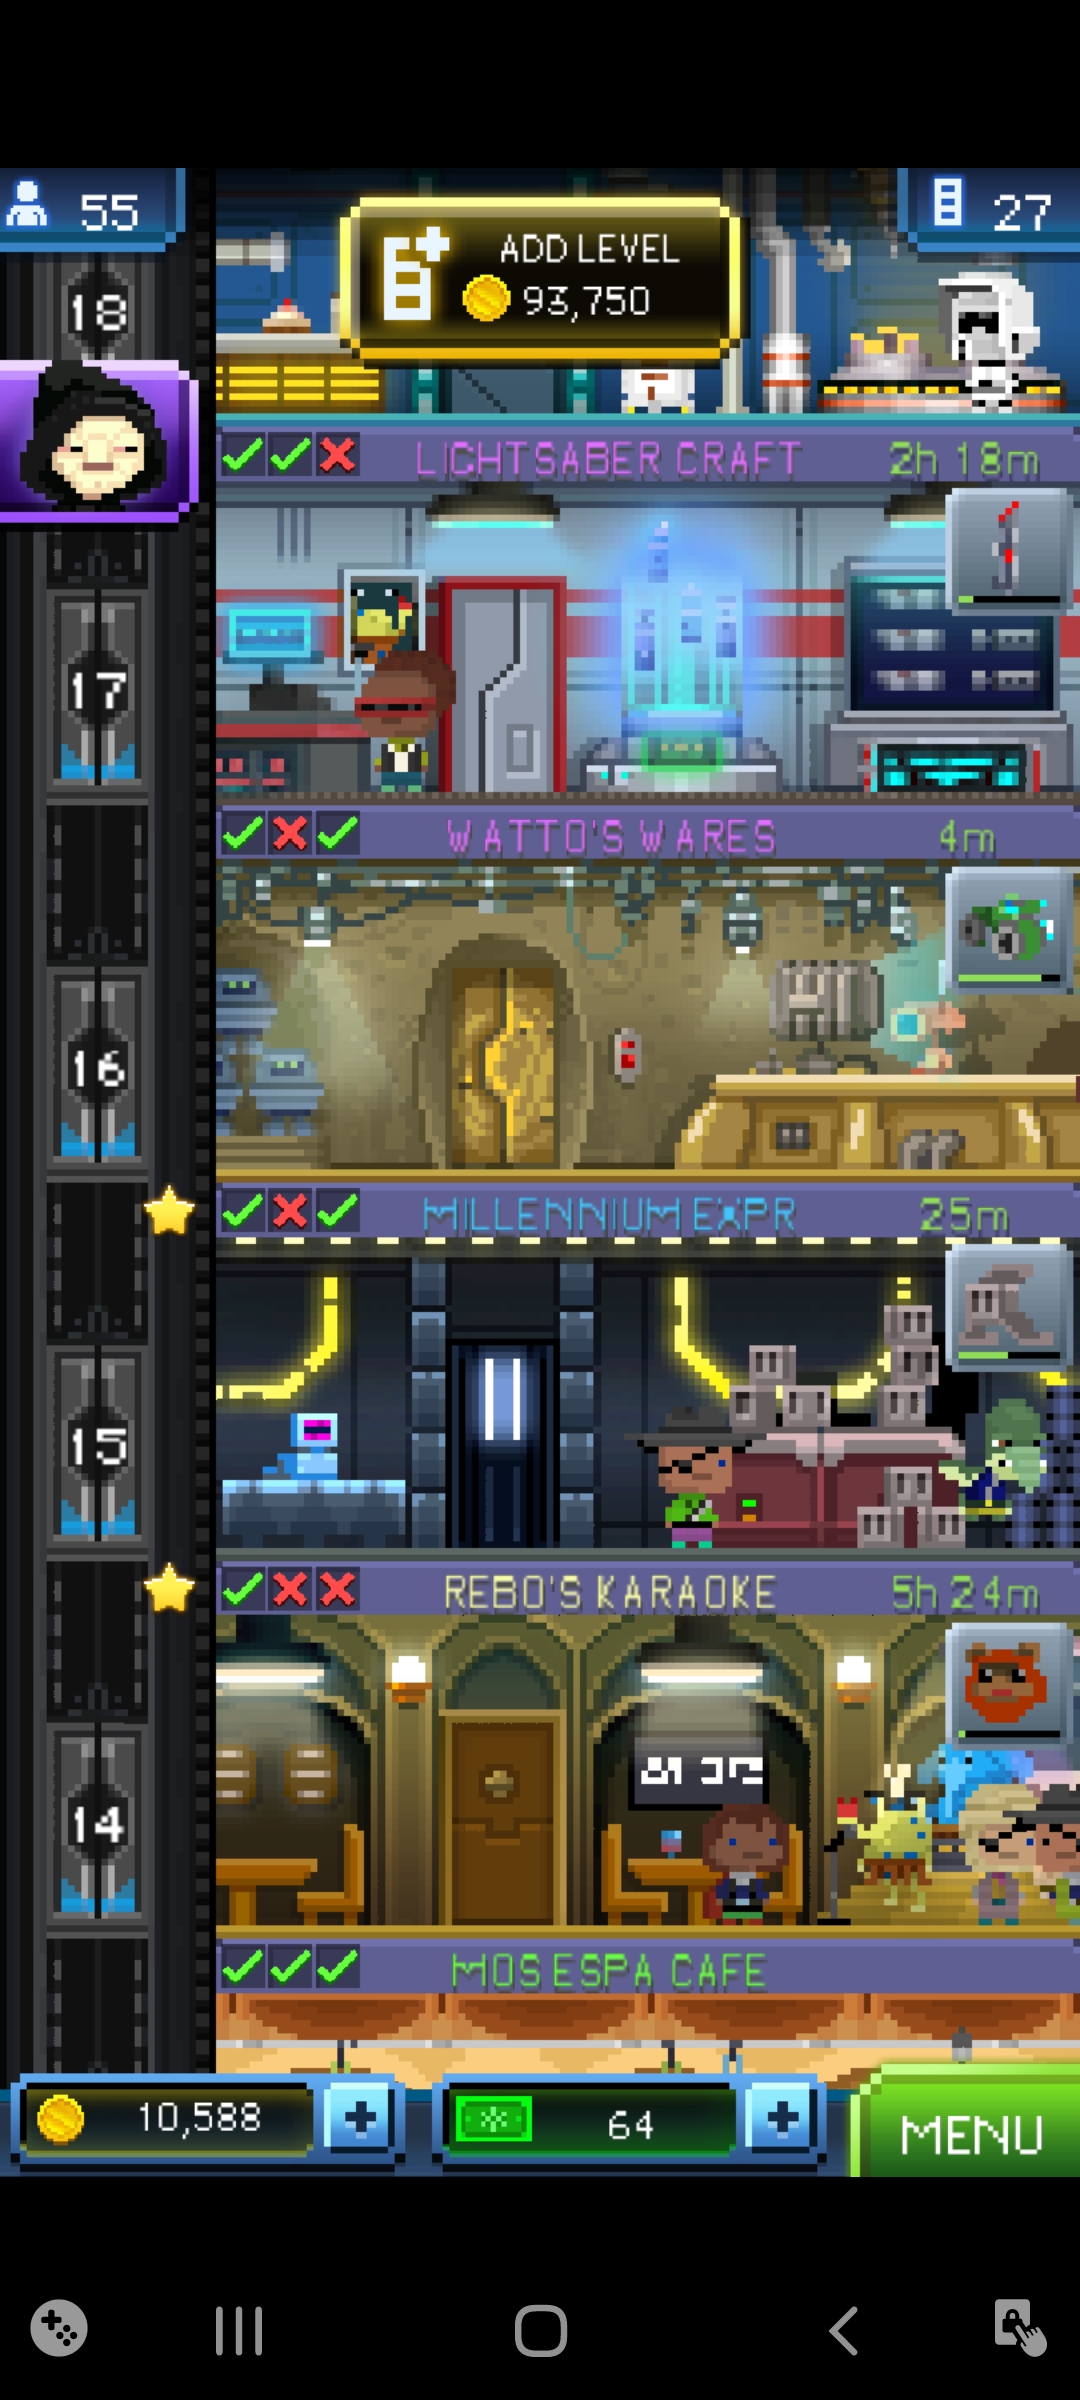 55
ADD LEVEL
93,750
27
18
LIGHTSABER CRAFT
2h 18m
17
WATTO'S WARES
4m
16
MILLENNIUM EXPR
25m
15
REBO'S KARAOKE
5h 24m
14
MOS ESPA CAFE
10,588
64
MENU